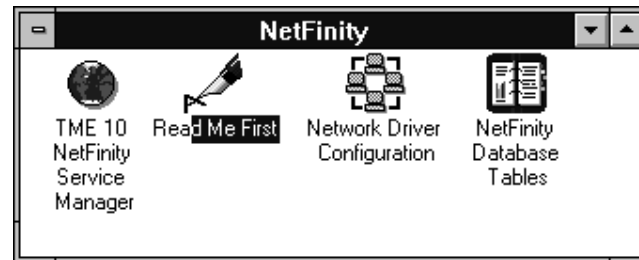 NetFinity
TME 10
NetFinity
Service
Manager
Read Me First
Network Driver
Configuration
NetFinity
Database
Tables